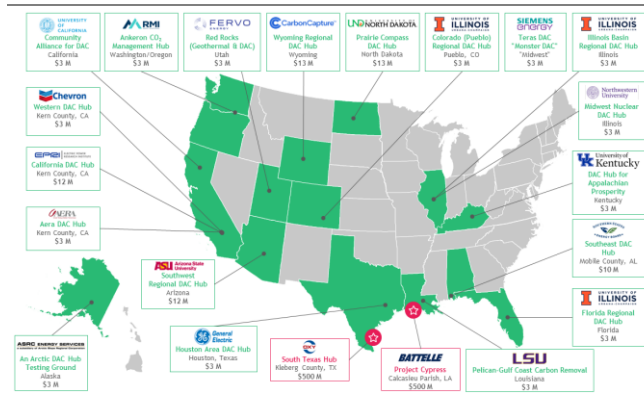 UNIVERSITY
OF
CALIFORNIA
Community
Alliance for DAC
California
$3 M
RMI
Ankeron CO₂
Management Hub
Washington/Oregon
$3 M
FERVO
ENERGY
Red Rocks
(Geothermal & DAC)
Utah
$3 M
CarbonCapture
Wyoming Regional
DAC Hub
Wyoming
$13 M
UND NORTH DAKOTA
Prairie Compass
DAC Hub
North Dakota
$13 M
UNIVERSITY OF
ILLINOIS
Colorado (Pueblo)
Regional DAC Hub
Pueblo, CO
$3 M
SIEMENS
energy
Teras DAC
"Monster DAC"
"Midwest"
$3 M
UNIVERSITY OF
ILLINOIS
Illinois Basin
Regional DAC Hub
Illinois
$3 M
Chevron
Western DAC Hub
Kern County, CA
$3 M
Northwestern
University
Midwest Nuclear
DAC Hub
Illinois
$3 M
EPRI
California DAC Hub
Kern County, CA
$12 M
University of
Kentucky
DAC Hub for
Appalachian
Prosperity
Kentucky
$3 M
AERA
Aera DAC Hub
Kern County, CA
$3 M
Southeast DAC
Hub
Mobile County, AL
$10 M
ASU Arizona State
University
Southwest
Regional DAC Hub
Arizona
$12 M
UNIVERSITY OF
ILLINOIS
Florida Regional
DAC Hub
Florida
$3 M
ASRC ENERGY SERVICES
An Arctic DAC Hub
Testing Ground
Alaska
$3 M
General
Electric
Houston Area DAC Hub
Houston, Texas
$3 M
OXY
South Texas Hub
Kleberg County, TX
$500 M
BATTELLE
Project Cypress
Calcasieu Parish, LA
$500 M
LSU
Pelican-Gulf Coast Carbon Removal
Louisiana
$3 M